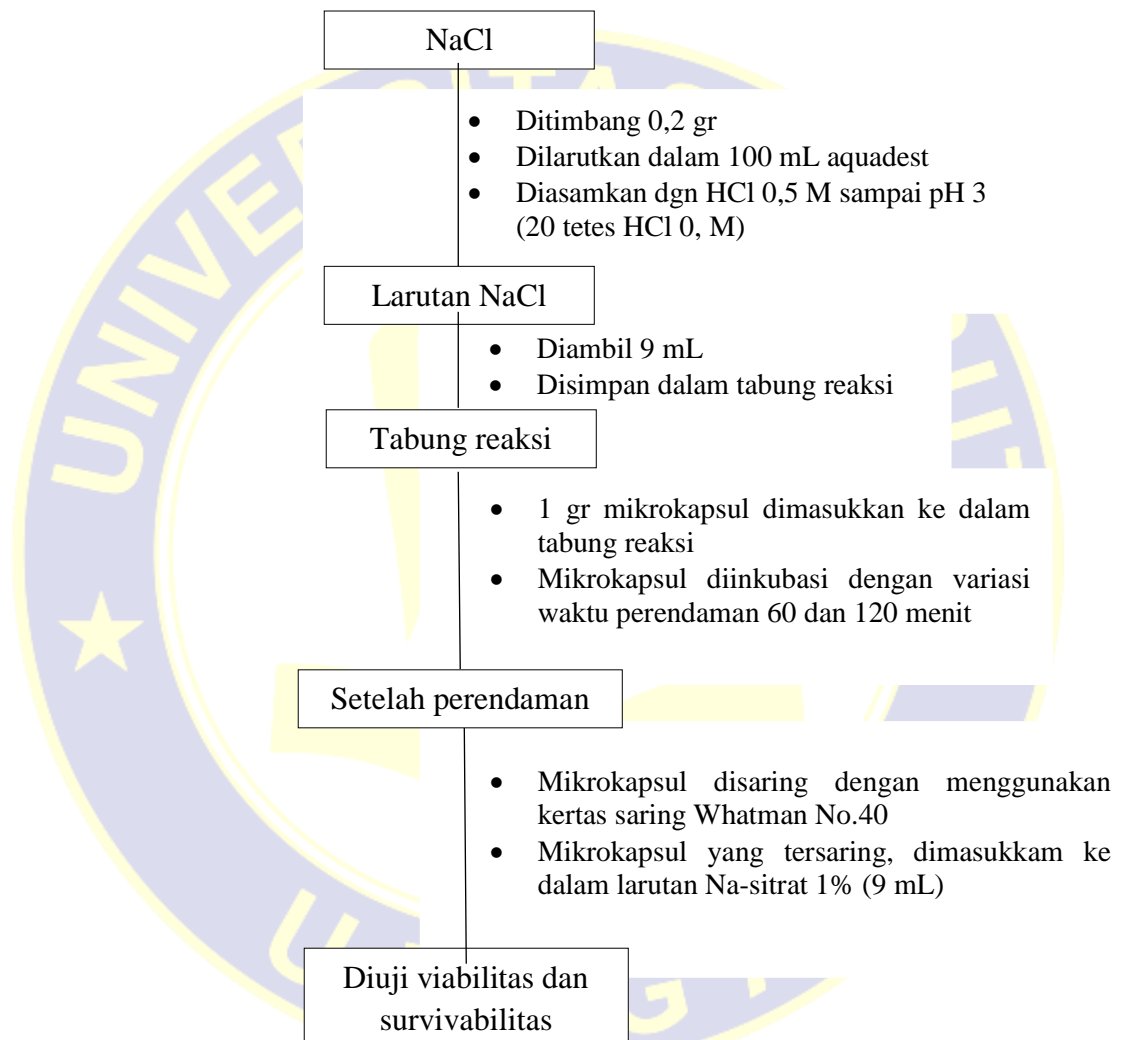 NaCl
• Ditimbang 0,2 gr
• Dilarutkan dalam 100 mL aquadest
• Diasamkan dgn HCl 0,5 M sampai pH 3
(20 tetes HCl 0, M)
Larutan NaCl
• Diambil 9 mL
• Disimpan dalam tabung reaksi
Tabung reaksi
• 1 gr mikrokapsul dimasukkan ke dalam
tabung reaksi
• Mikrokapsul diinkubasi dengan variasi
waktu perendaman 60 dan 120 menit
Setelah perendaman
• Mikrokapsul disaring dengan menggunakan
kertas saring Whatman No.40
• Mikrokapsul yang tersaring, dimasukkam ke
dalam larutan Na-sitrat 1% (9 mL)
Diuji viabilitas dan
survivabilitas